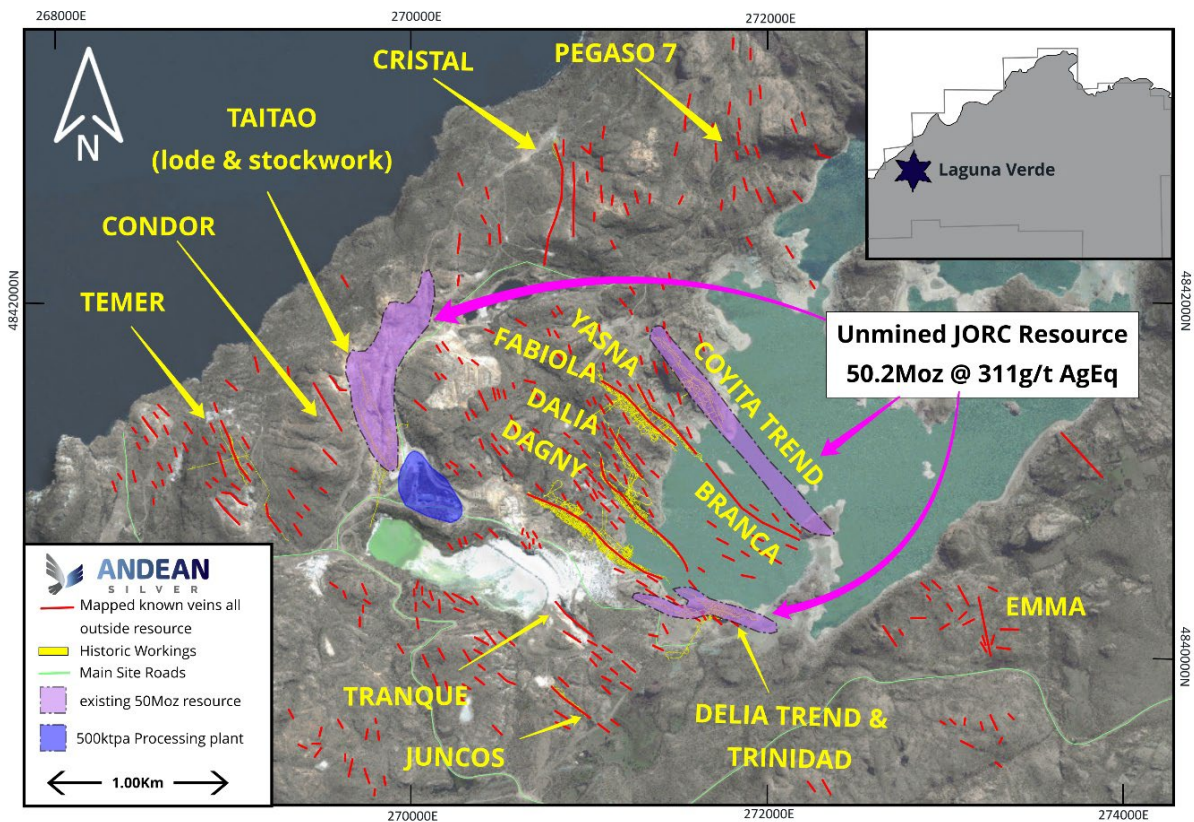 268000E
270000E
272000E
CRISTAL
PEGASO 7
TAITAO
(lode & stockwork)
N
Laguna Verde
CONDOR
TEMER
4842000N
4842000N
YASNA
FABIOLA
COYITA TREND
Unmined JORC Resource
50.2Moz @ 311g/t AgEq
DALIA
DAGNY
BRANCA
EMMA
4840000N
TRANQUE
JUNCOS
DELIA TREND &
TRINIDAD
ANDEAN
SILVER
Mapped known veins all
outside resource
Historic Workings
Main Site Roads
existing 50Moz resource
500ktpa Processing plant
1.00Km
270000E
272000E
274000E